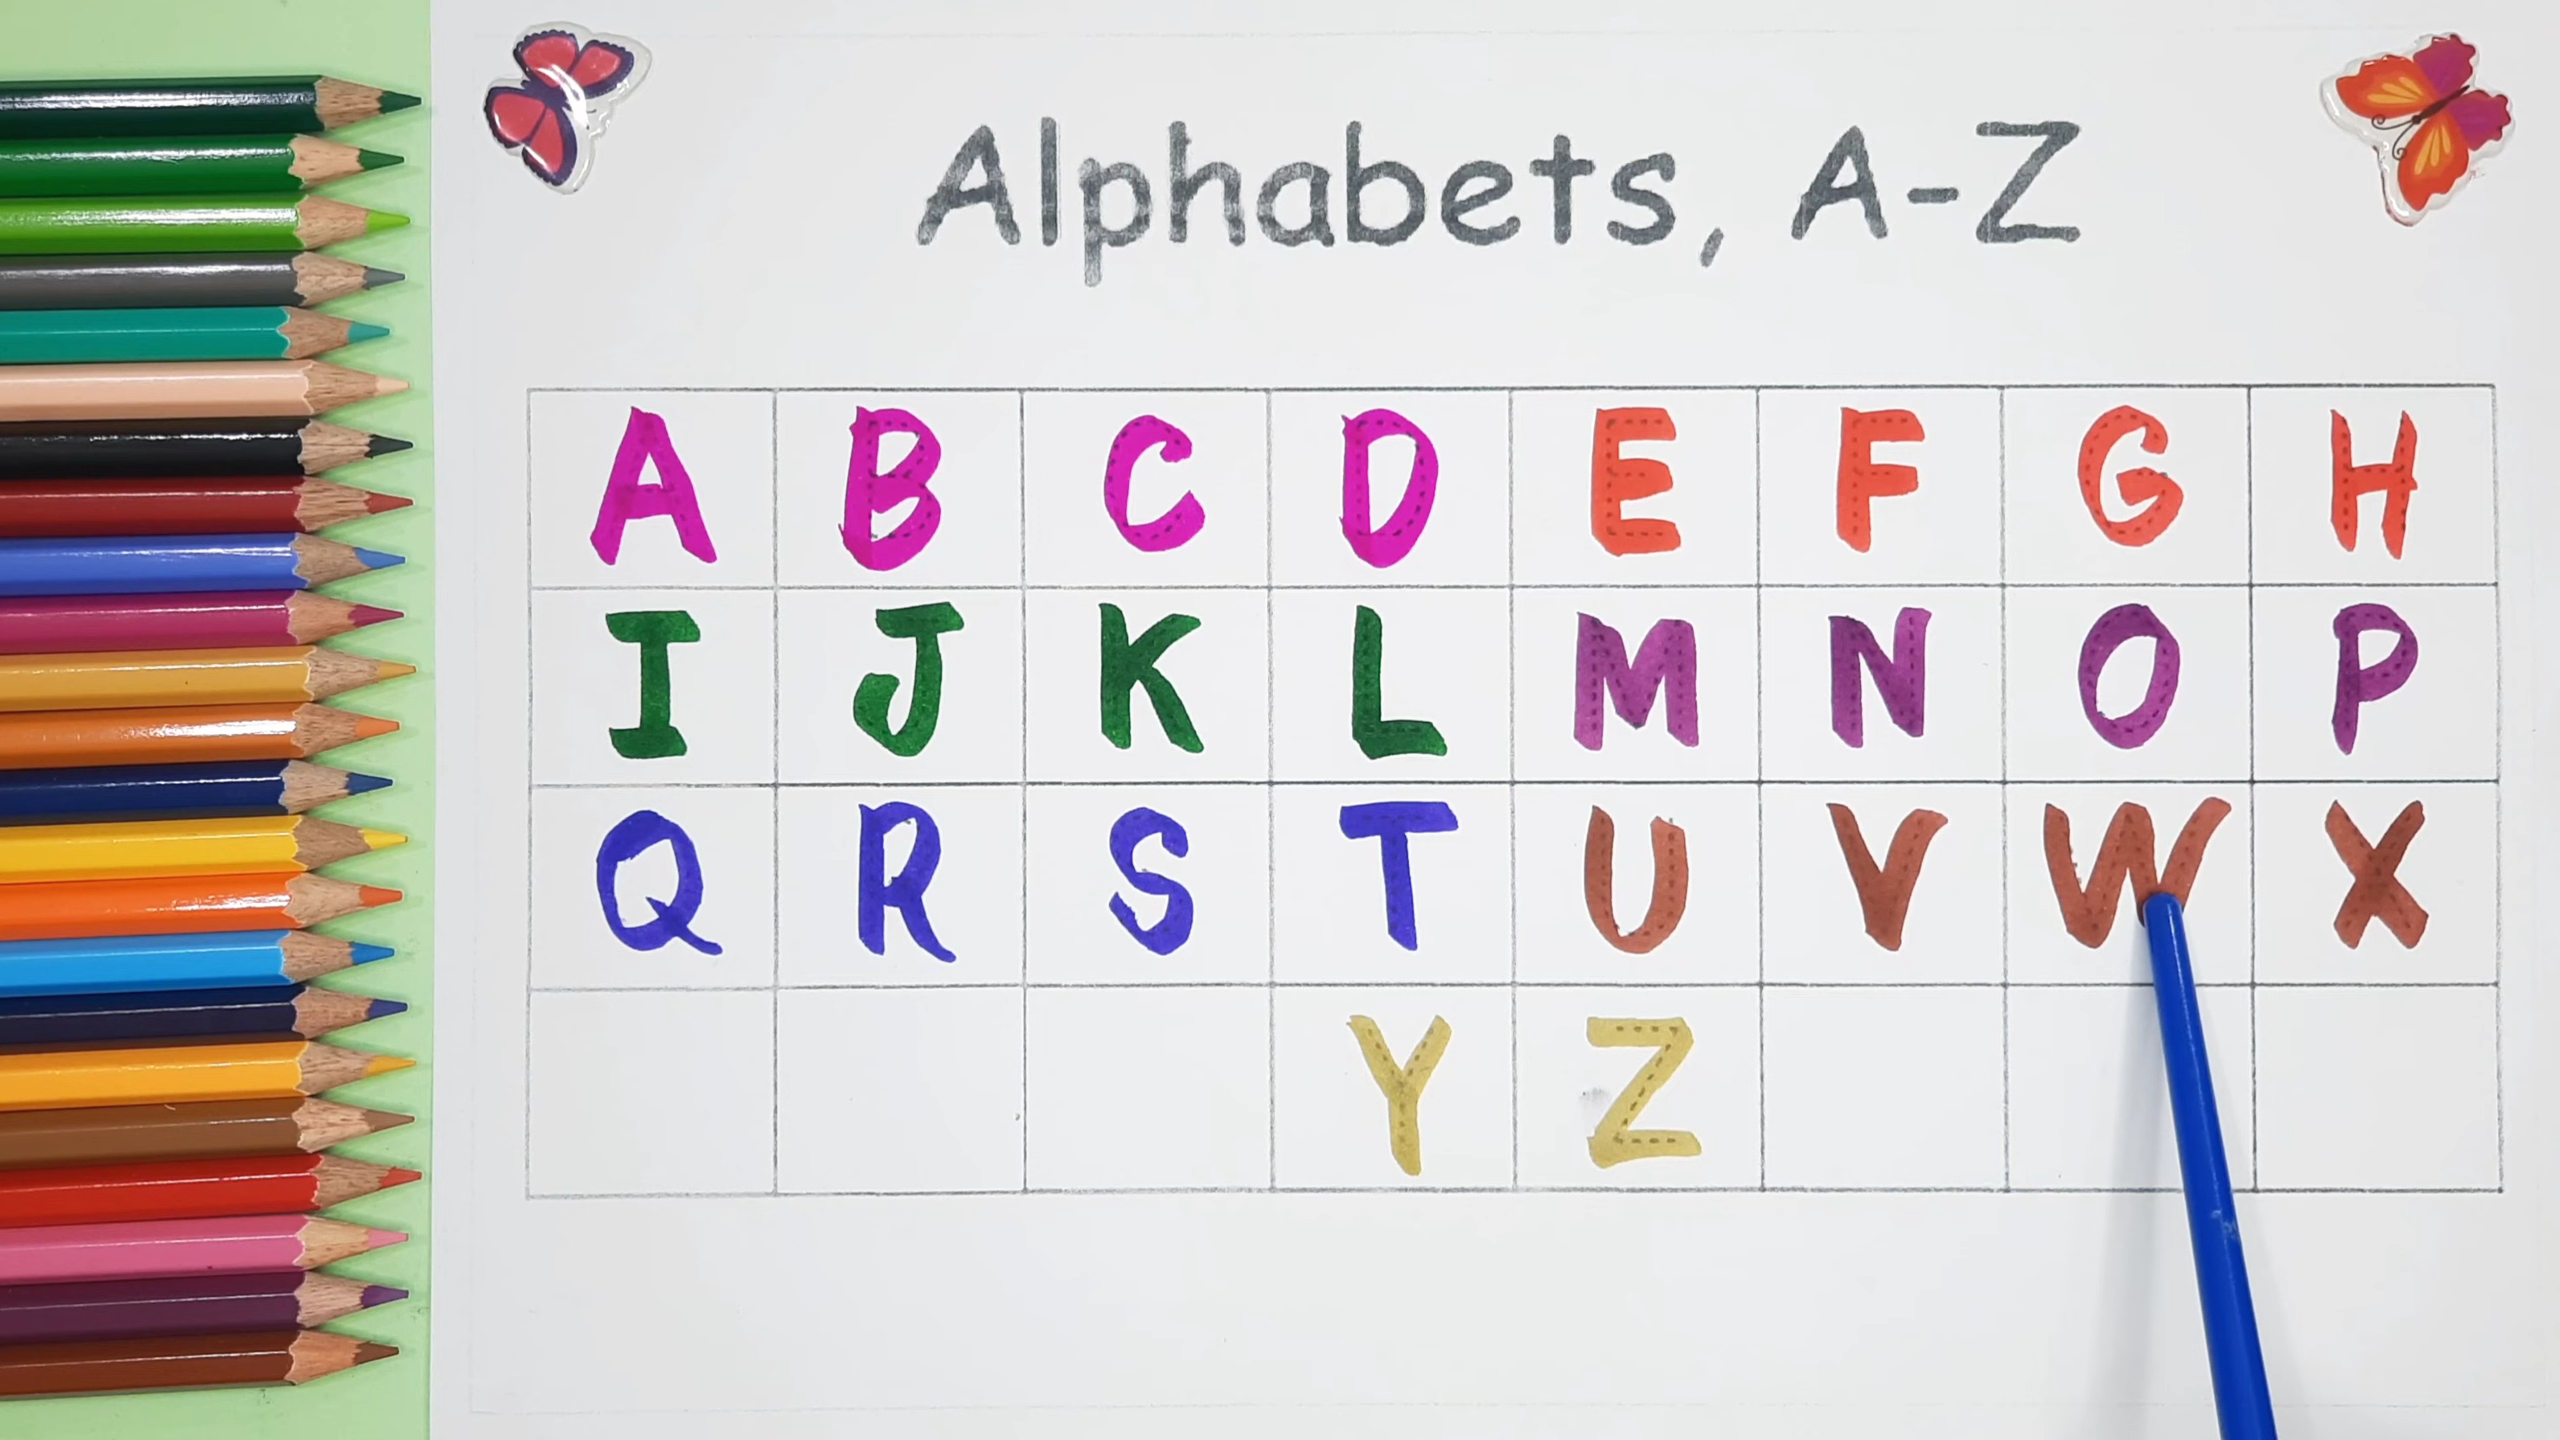 Alphabets, A-Z
A B C D E F G H
I J K L M N O P
Q R S T U V W X
Y Z